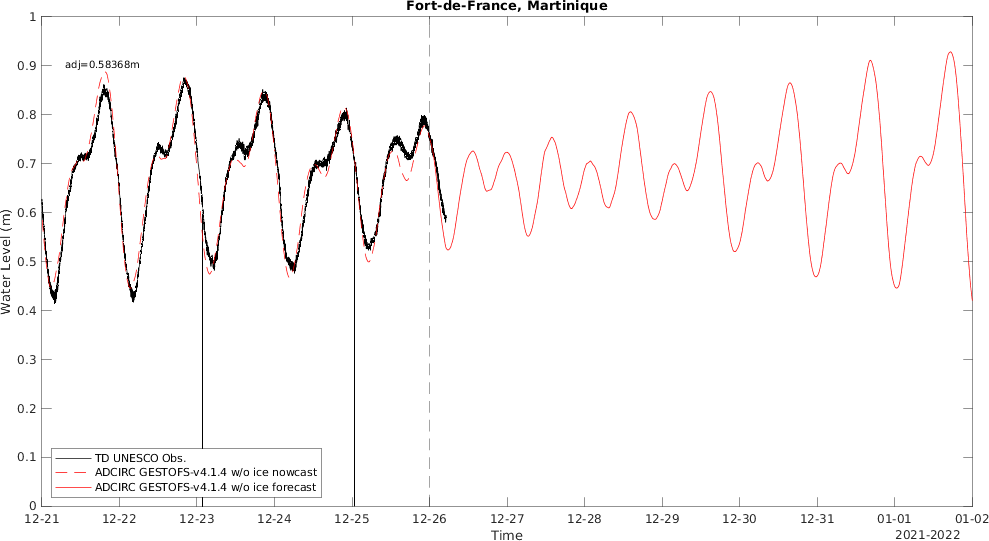 Fort-de-France, Martinique
1
0.9
0.8
0.7
0.6
0.5
0.4
0.3
0.2
0.1
0
Water Level (m)
adj=0.58368m
TD UNESCO Obs.
ADCIRC GESTOFS-v4.1.4 w/o ice nowcast
ADCIRC GESTOFS-v4.1.4 w/o ice forecast
12-21 12-22 12-23 12-24 12-25 12-26 12-27 12-28 12-29 12-30 12-31 01-01 01-02
Time
2021-2022